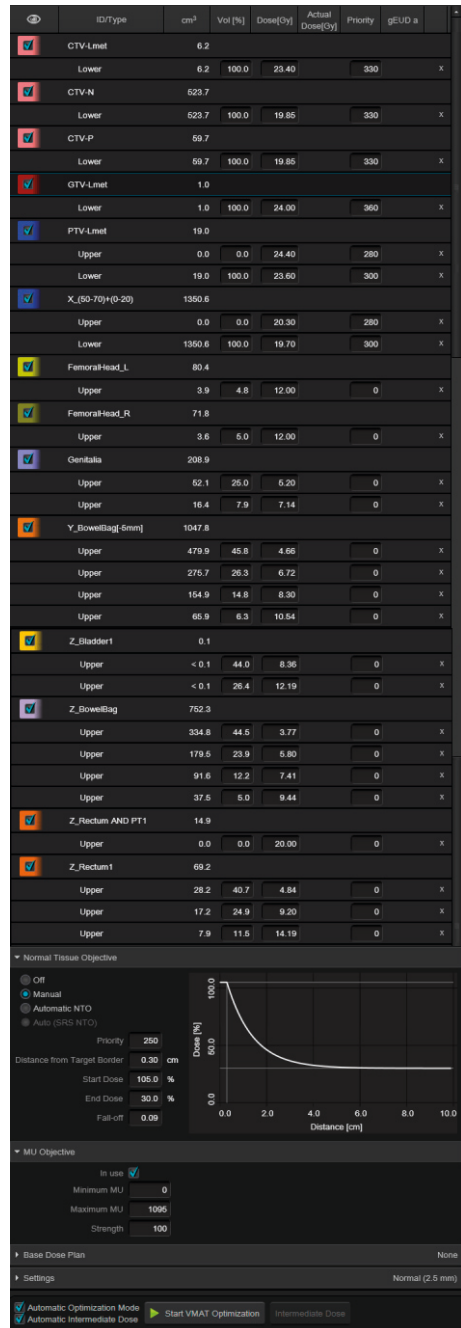 ID/Type cm³ Vol [%] Dose[Gy] Actual Dose[Gy] Priority gEUD a
CTV-Lmet 6.2
Lower 6.2 100.0 23.40 330 x
CTV-N 523.7
Lower 523.7 100.0 19.85 330 x
CTV-P 59.7
Lower 59.7 100.0 19.85 330 x
GTV-Lmet 1.0
Lower 1.0 100.0 24.00 360 x
PTV-Lmet 19.0
Upper 0.0 0.0 24.40 280 x
Lower 19.0 100.0 23.60 300 x
X_(50-70)+(0-20) 1350.6
Upper 0.0 0.0 20.30 280 x
Lower 1350.6 100.0 19.70 300 x
FemoralHead_L 80.4
Upper 3.9 4.8 12.00 0 x
FemoralHead_R 71.8
Upper 3.6 5.0 12.00 0 x
Genitalia 208.9
Upper 52.1 25.0 5.20 0 x
Upper 16.4 7.9 7.14 0 x
Y_BowelBag[-5mm] 1047.8
Upper 479.9 45.8 4.66 0 x
Upper 275.7 26.3 6.72 0 x
Upper 154.9 14.8 8.30 0 x
Upper 65.9 6.3 10.54 0 x
Z_Bladder1 0.1
Upper < 0.1 44.0 8.36 0 x
Upper < 0.1 26.4 12.19 0 x
Z_BowelBag 752.3
Upper 334.8 44.5 3.77 0 x
Upper 179.5 23.9 5.80 0 x
Upper 91.6 12.2 7.41 0 x
Upper 37.5 5.0 9.44 0 x
Z_Rectum AND PT1 14.9
Upper 0.0 0.0 20.00 0 x
Z_Rectum1 69.2
Upper 28.2 40.7 4.84 0 x
Upper 17.2 24.9 9.20 0 x
Upper 7.9 11.5 14.19 0 x
Normal Tissue Objective
Off
Manual
Automatic NTO
Auto (SRS NTO)
Priority 250
Distance from Target Border 0.30 cm
Start Dose 105.0 %
End Dose 30.0 %
Fall-off 0.09
Dose [%]
100.0
50.0
0.0
0.0 2.0 4.0 6.0 8.0 10.0
Distance [cm]
MU Objective
In use
Minimum MU 0
Maximum MU 1095
Strength 100
Base Dose Plan None
Settings Normal (2.5 mm)
Automatic Optimization Mode
Automatic Intermediate Dose
Start VMAT Optimization
Intermediate Dose